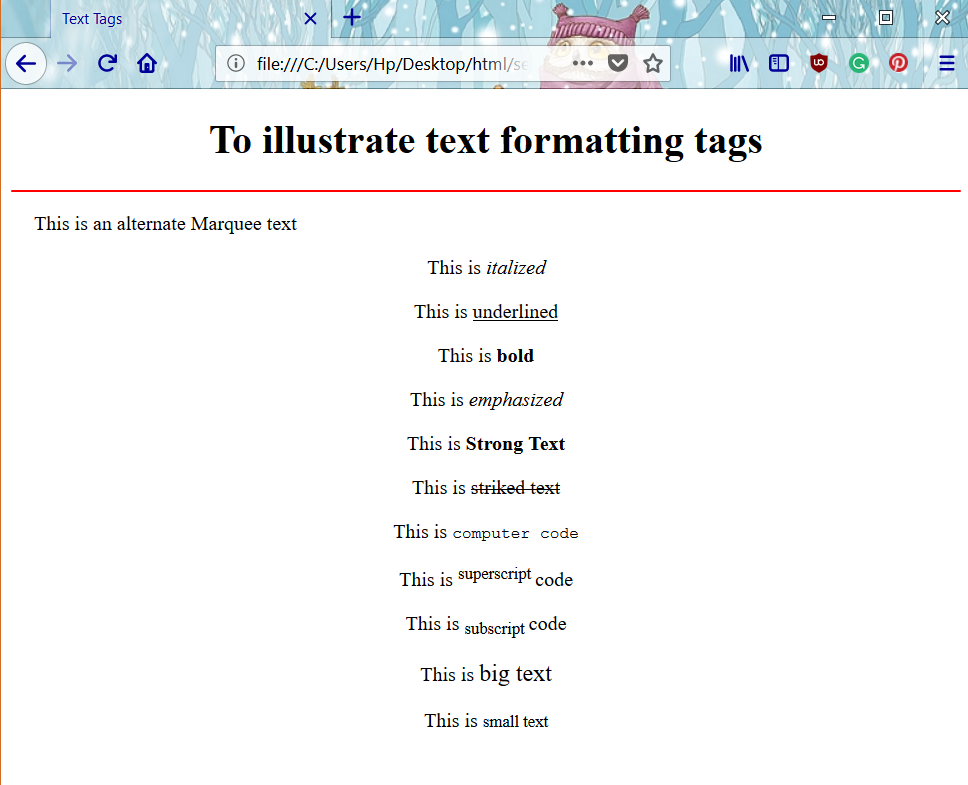 Text Tags
file:///C:/Users/Hp/Desktop/html/se
To illustrate text formatting tags
This is an alternate Marquee text
This is italized
This is underlined
This is bold
This is emphasized
This is Strong Text
This is striked text
This is computer code
This is superscript code
This is subscript code
This is big text
This is small text